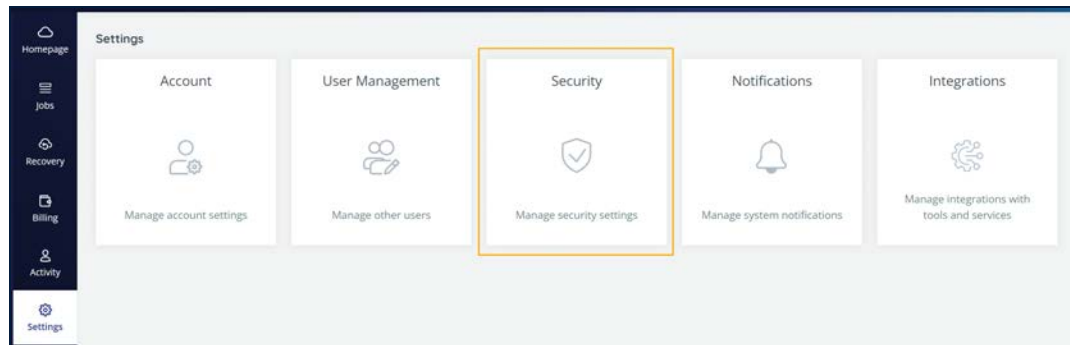 Homepage
Jobs
Recovery
Billing
Activity
Settings
Settings
Account
Manage account settings
User Management
Manage other users
Security
Manage security settings
Notifications
Manage system notifications
Integrations
Manage integrations with
tools and services